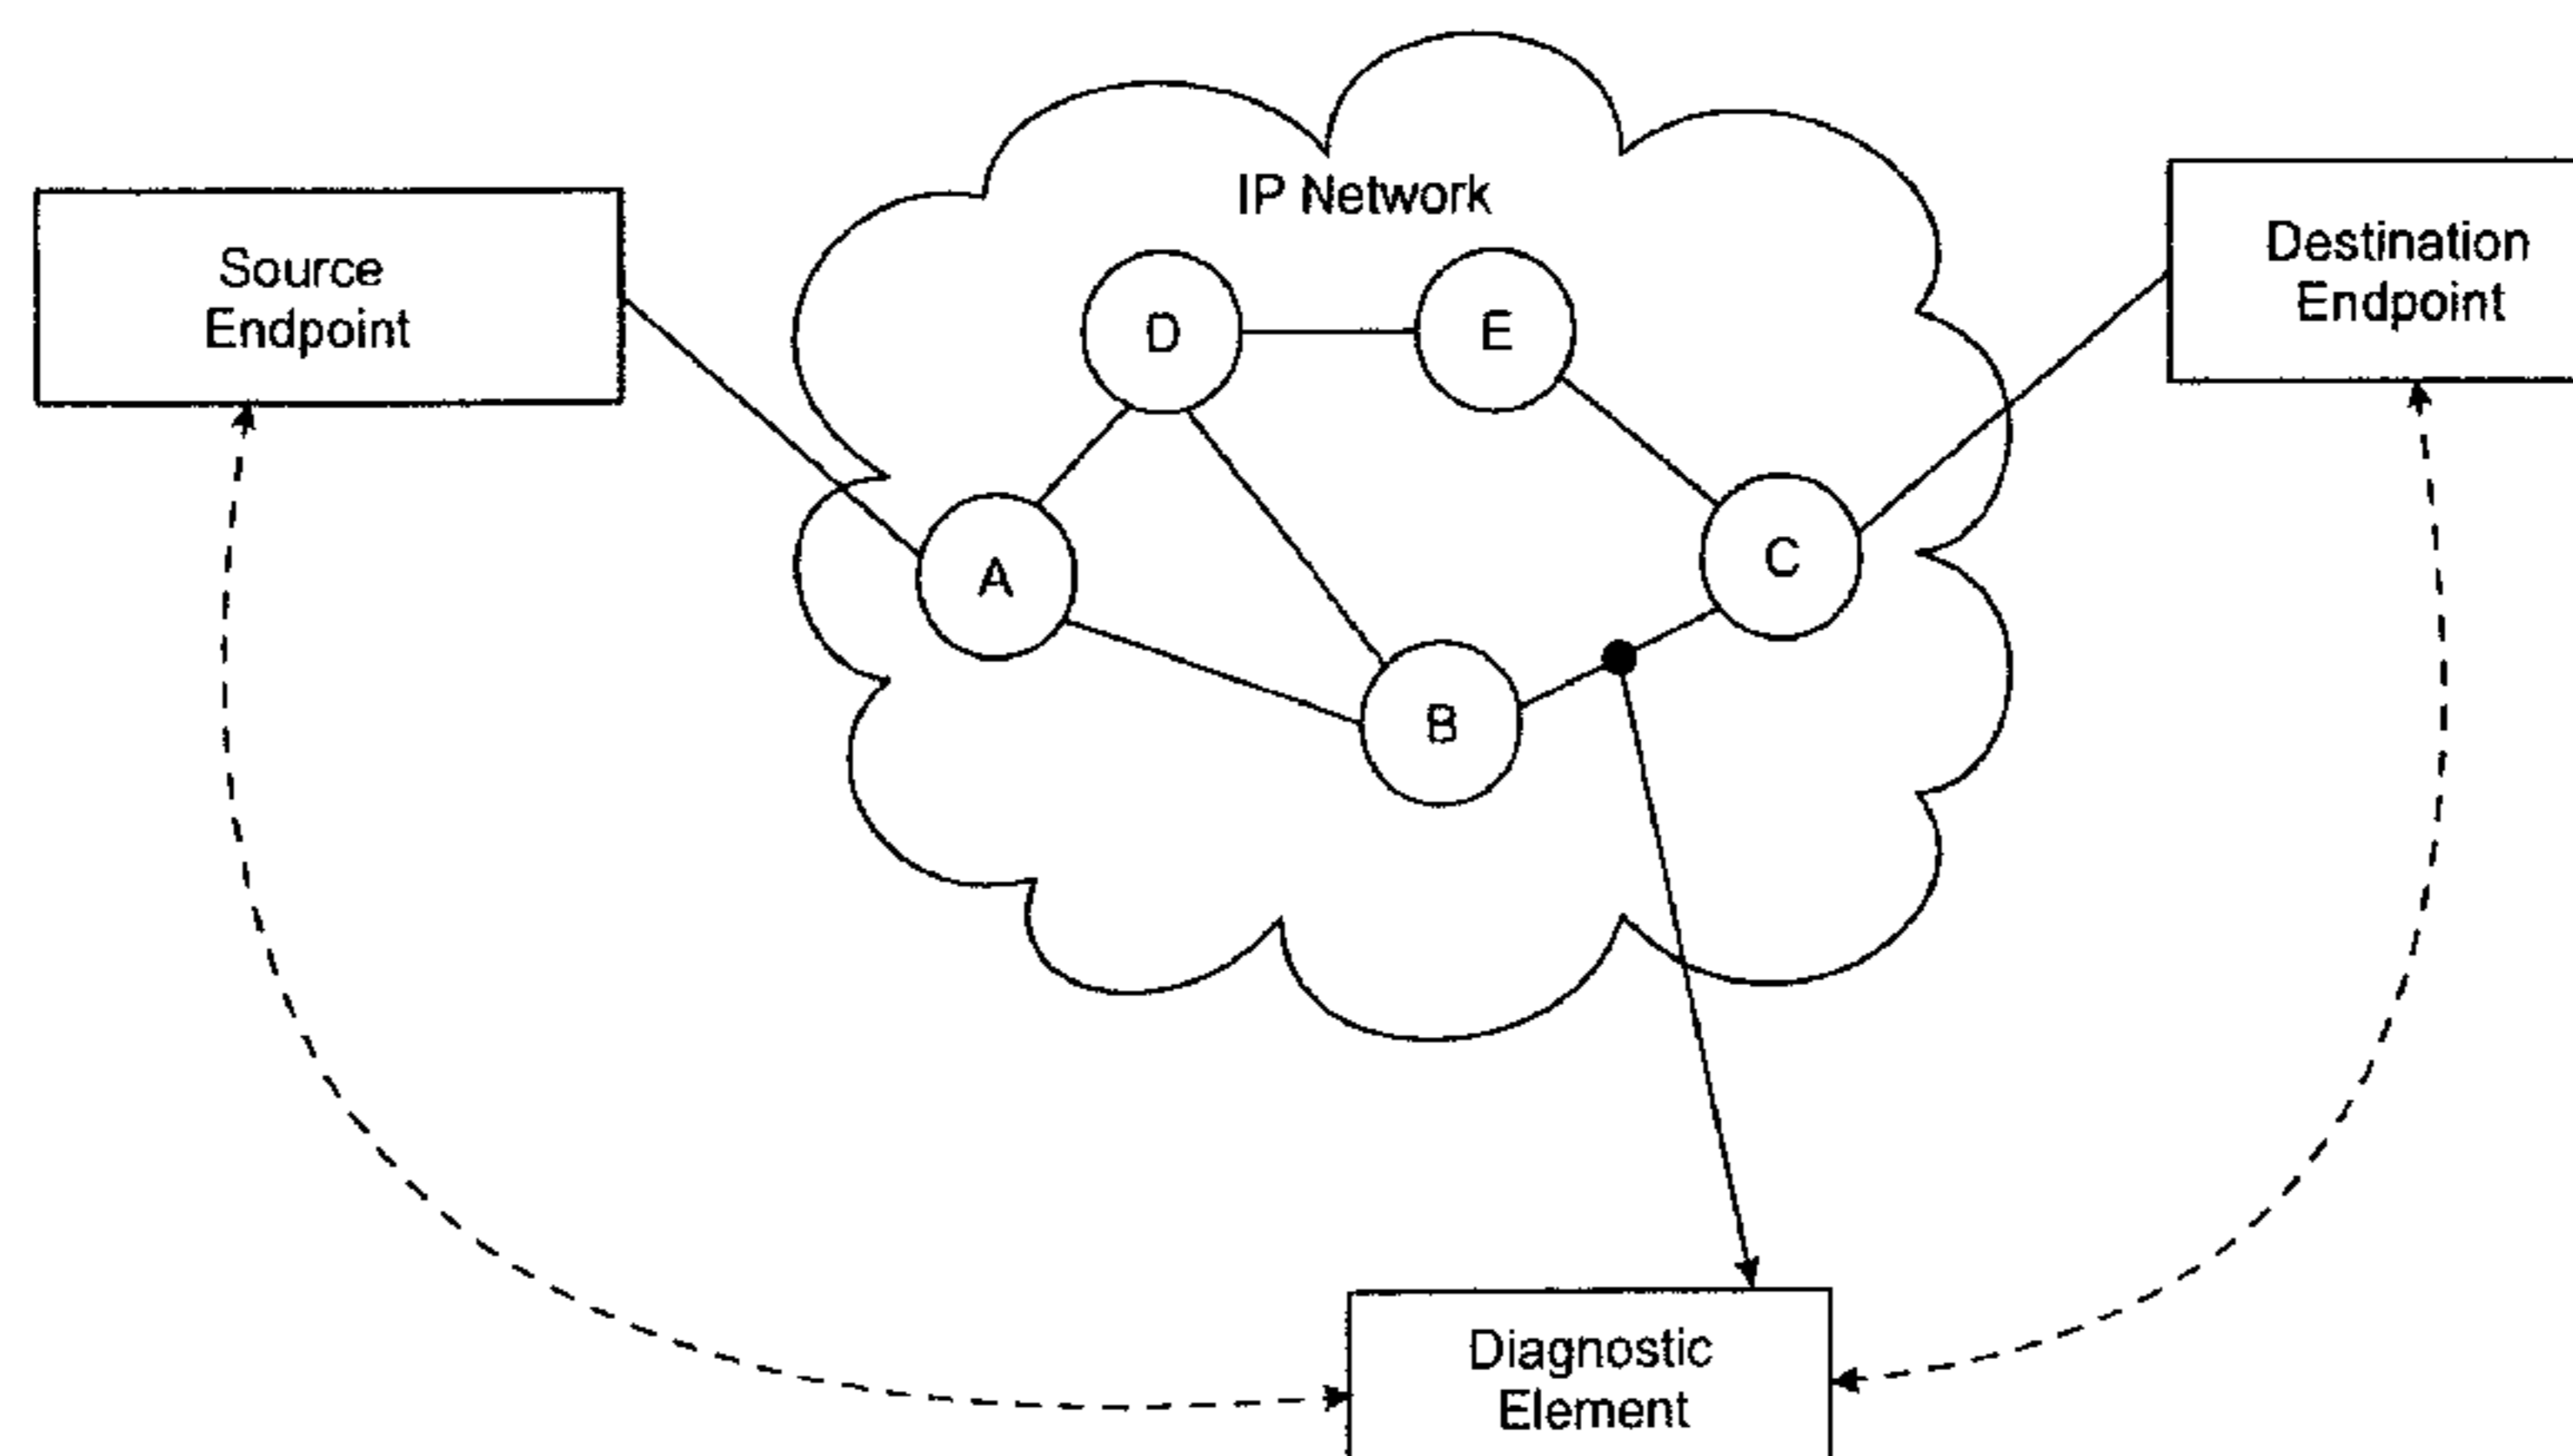 IP Network
Source
Endpoint
Destination
Endpoint
D
E
A
C
B
Diagnostic
Element